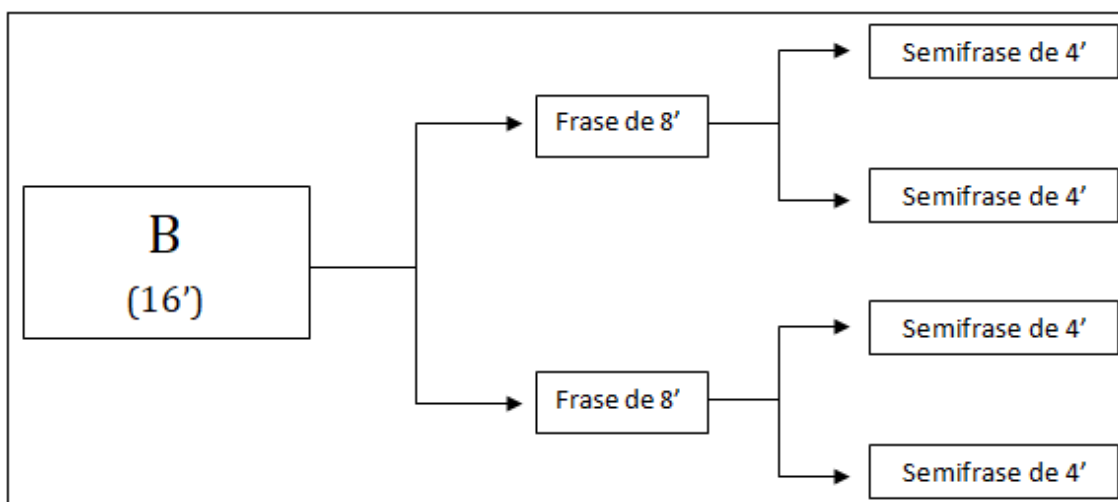 B
(16’)
Frase de 8’
Semifrase de 4’
Semifrase de 4’
Frase de 8’
Semifrase de 4’
Semifrase de 4’